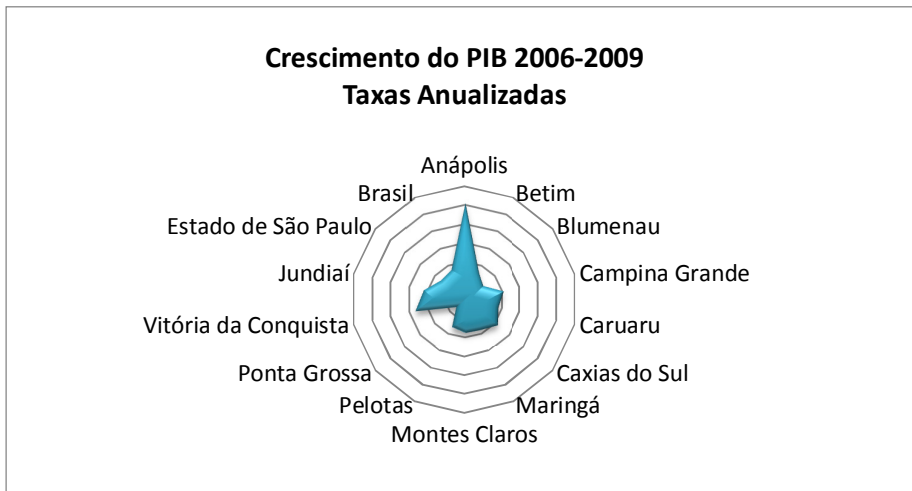 Crescimento do PIB 2006-2009
Taxas Anualizadas
Anápolis
Betim
Blumenau
Campina Grande
Caruaru
Caxias do Sul
Maringá
Montes Claros
Pelotas
Ponta Grossa
Vitória da Conquista
Jundiaí
Estado de São Paulo
Brasil